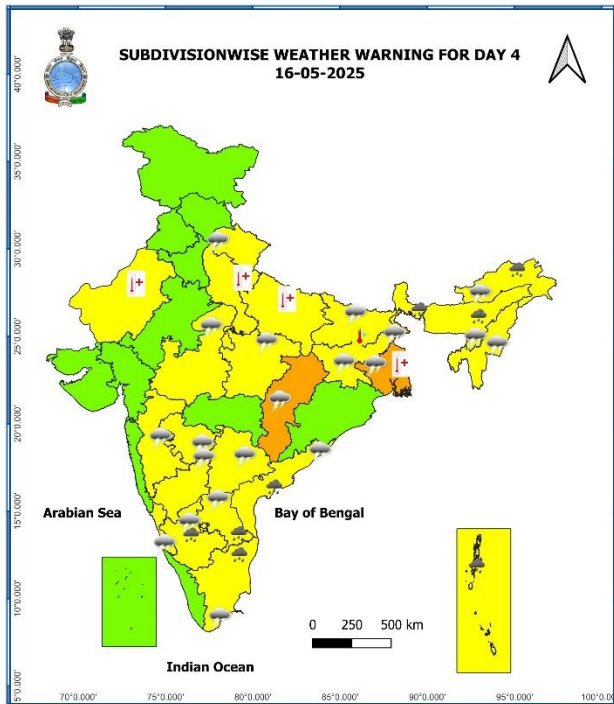 SUBDIVISIONWISE WEATHER WARNING FOR DAY 4
16-05-2025
40°0.000'
35°0.000'
30°0.000'
25°0.000'
20°0.000'
15°0.000'
10°0.000'
5°0.000'
Arabian Sea
Bay of Bengal
0 250 500 km
Indian Ocean
70°0.000' 75°0.000' 80°0.000' 85°0.000' 90°0.000' 95°0.000' 100°0.0